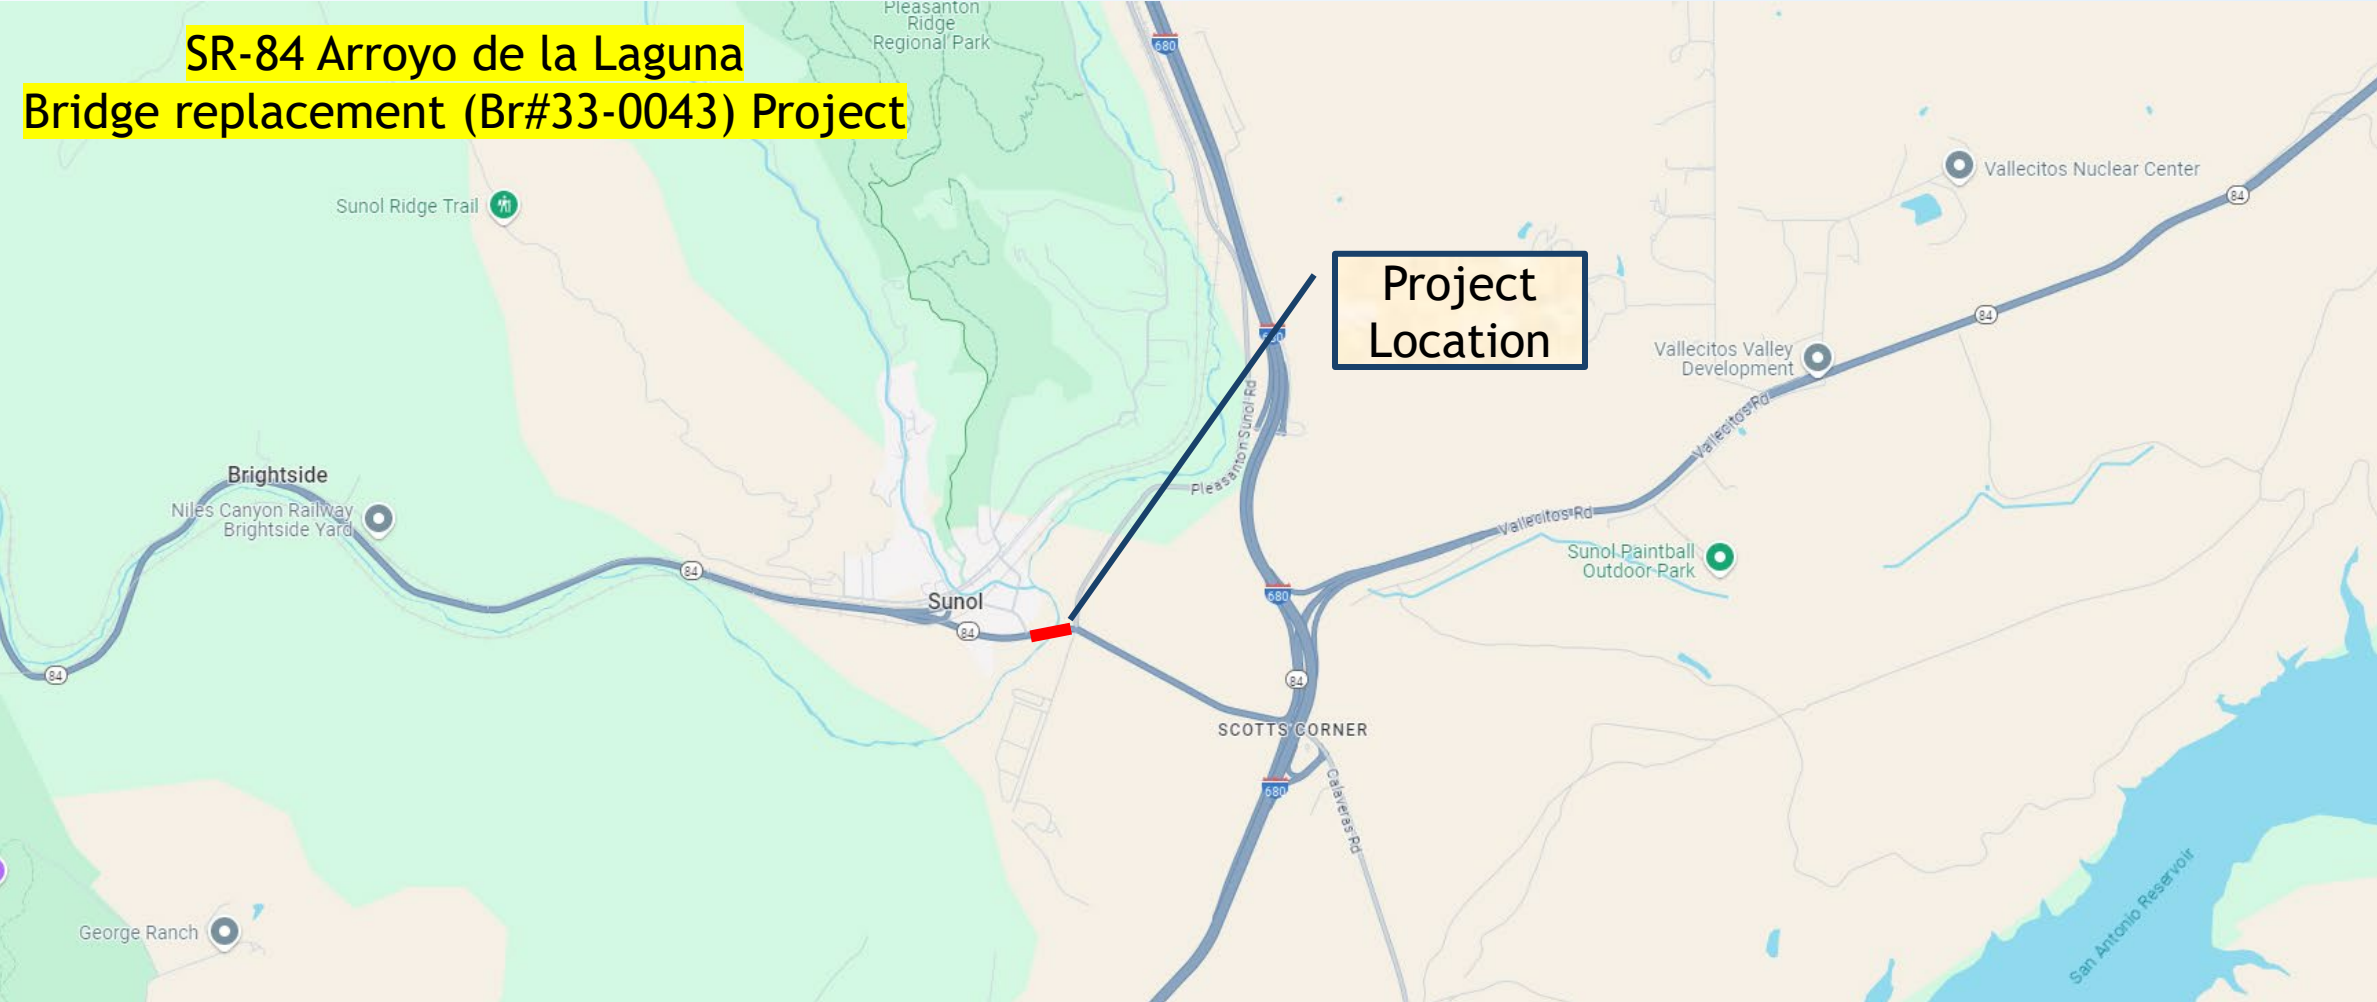 SR-84 Arroyo de la Laguna
Bridge replacement (Br#33-0043) Project
Pleasanton
Ridge
Regional Park
680
Vallecitos Nuclear Center
84
Sunol Ridge Trail
Project
Location
84
680
Vallecitos Valley
Development
Pleasanton Sunol Rd
Vallecitos Rd
Brightside
Niles Canyon Railway
Brightside Yard
Vallecitos Rd
Sunol Paintball
Outdoor Park
84
680
Sunol
84
84
84
SCOTTS CORNER
680
Calaveras Rd
San Antonio Reservoir
George Ranch